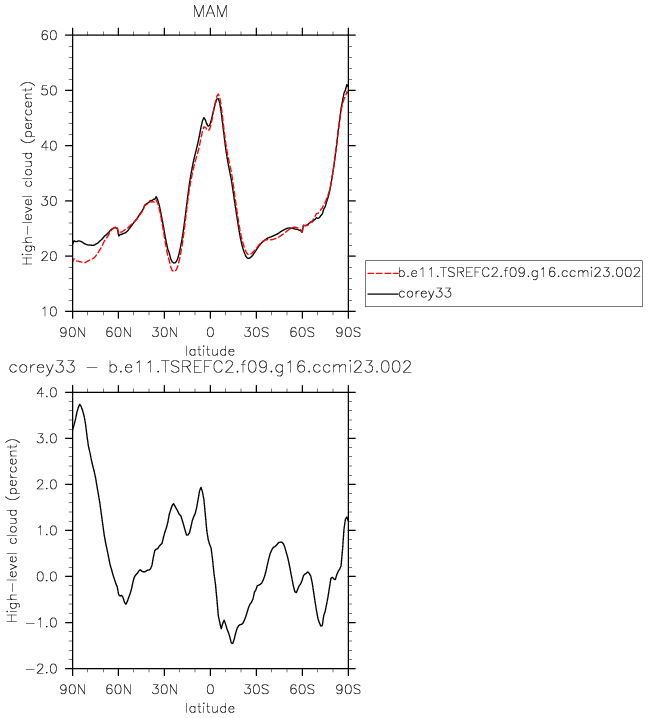 MAM
60
50
40
30
20
10
High-level cloud (percent)
90N 60N 30N 0 30S 60S 90S
latitude
b.e11.TSREFC2.f09.g16.ccmi23.002
corey33
corey33 - b.e11.TSREFC2.f09.g16.ccmi23.002
4.0
3.0
2.0
1.0
0.0
-1.0
-2.0
High-level cloud (percent)
90N 60N 30N 0 30S 60S 90S
latitude